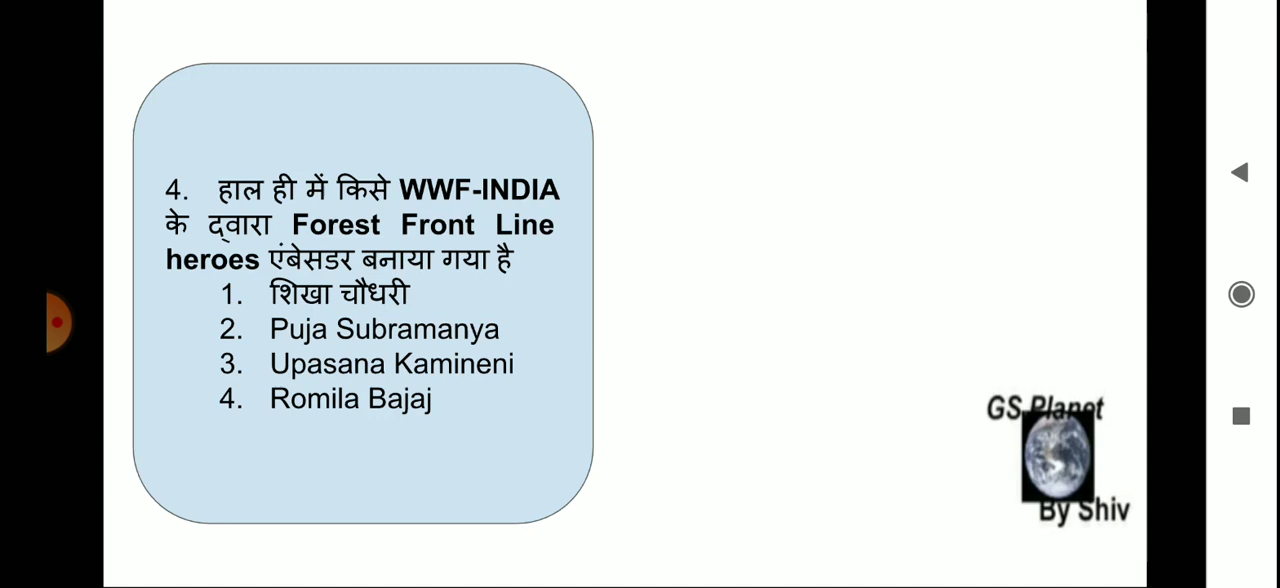 4. हाल ही में किसे WWF-INDIA
के द्वारा Forest Front Line
heroes एंबेसडर बनाया गया है
1. शिखा चौधरी
2. Puja Subramanya
3. Upasana Kamineni
4. Romila Bajaj
GS Planet
By Shiv